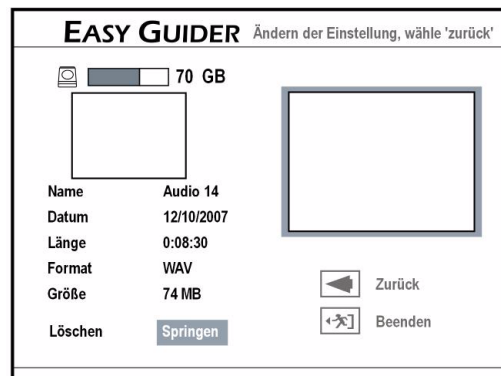 EASY GUIDER Ändern der Einstellung, wähle 'zurück'
70 GB
Name Audio 14
Datum 12/10/2007
Länge 0:08:30
Format WAV
Größe 74 MB
Löschen Springen
Zurück
Beenden